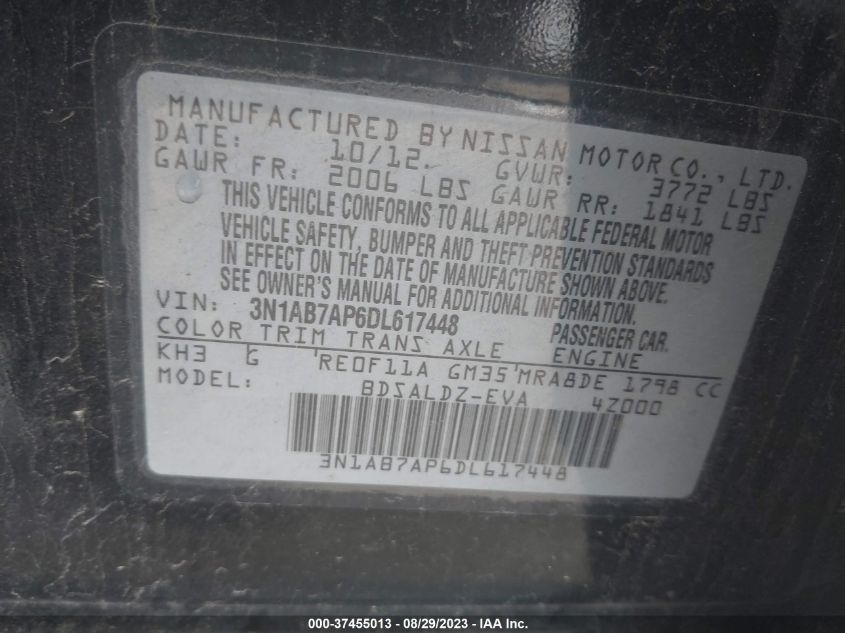 MANUFACTURED BY NISSAN MOTOR CO., LTD.
DATE: 10/12. GVWR: 3772 LBS
GAWR FR: 2006 LBS GAWR RR: 1841 LBS
THIS VEHICLE CONFORMS TO ALL APPLICABLE FEDERAL MOTOR
VEHICLE SAFETY, BUMPER AND THEFT PREVENTION STANDARDS
IN EFFECT ON THE DATE OF MANUFACTURE SHOWN ABOVE.
SEE OWNER'S MANUAL FOR ADDITIONAL INFORMATION.
VIN: 3N1AB7AP6DL617448 PASSENGER CAR.
COLOR TRIM TRANS AXLE ENGINE
KH3 G RE0F11A GM35 MRA8DE 1798 CC
MODEL: BDSALDZ-EVA 4Z000
3N1AB7AP6DL617448
000-37455013 - 08/29/2023 - IAA Inc.